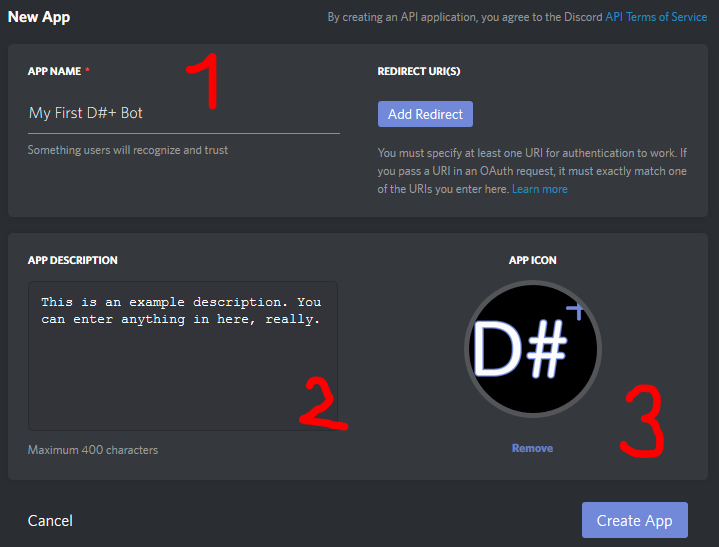 New App
By creating an API application, you agree to the Discord API Terms of Service
1
APP NAME *
My First D#+ Bot
Something users will recognize and trust
REDIRECT URI(S)
Add Redirect
You must specify at least one URI for authentication to work. If
you pass a URI in an OAuth request, it must exactly match one
of the URIs you enter here. Learn more
APP DESCRIPTION
This is an example description. You
can enter anything in here, really.
2
Maximum 400 characters
APP ICON
D#+
3
Remove
Cancel
Create App